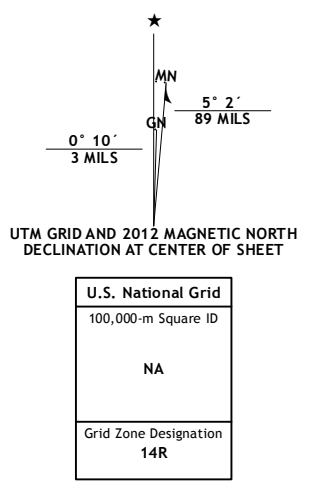 MN
5° 2´
89 MILS
GN
0° 10´
3 MILS
UTM GRID AND 2012 MAGNETIC NORTH
DECLINATION AT CENTER OF SHEET
U.S. National Grid
100,000-m Square ID
NA
Grid Zone Designation
14R